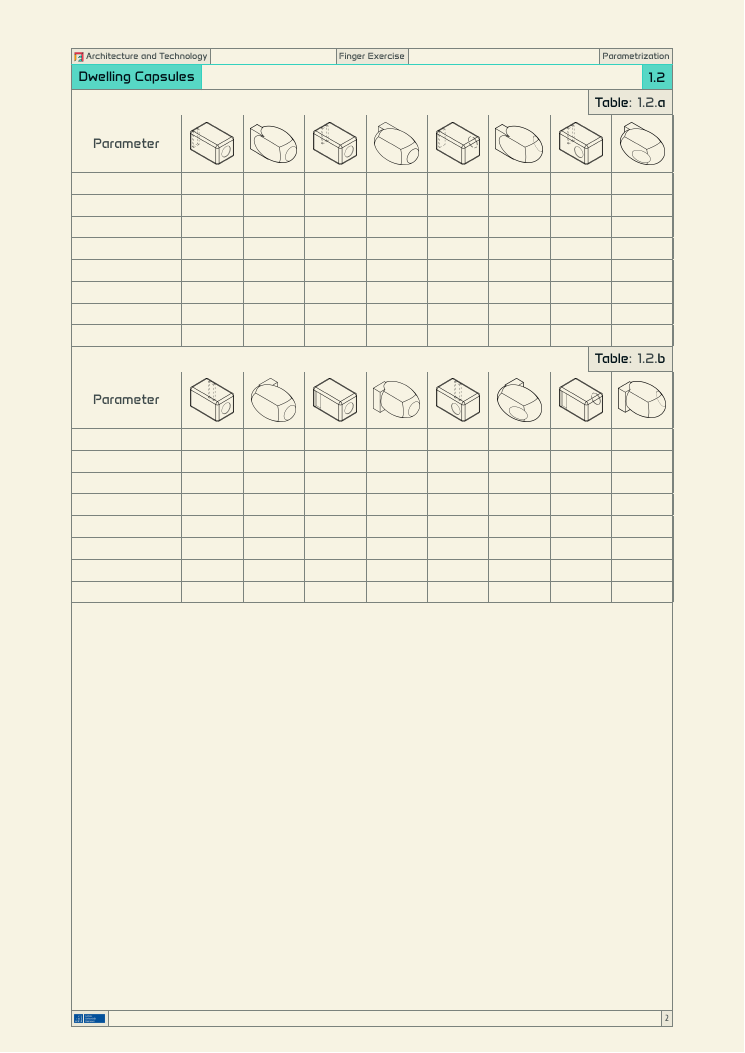 Architecture and Technology
Finger Exercise
Parametrization
Dwelling Capsules
1.2
Table: 1.2.a
Parameter
Table: 1.2.b
Parameter
2